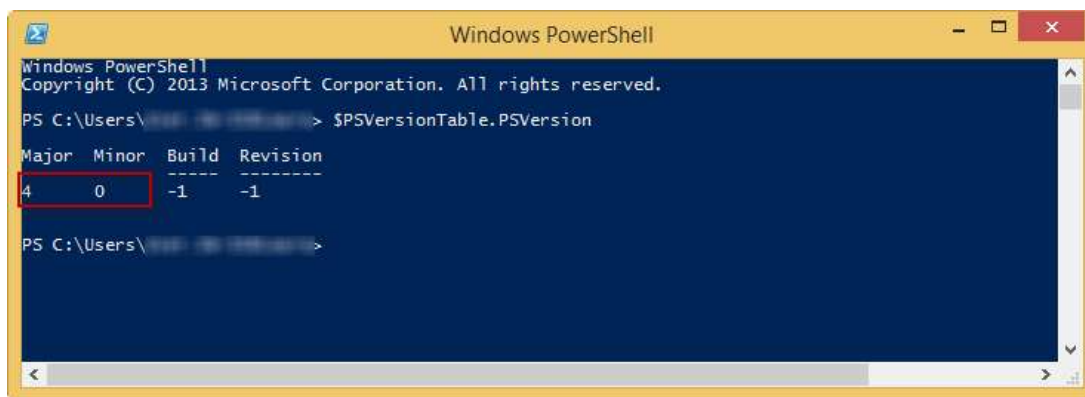 Windows PowerShell
Windows PowerShell
Copyright (C) 2013 Microsoft Corporation. All rights reserved.
PS C:\Users\ > $PSVersionTable.PSVersion
Major Minor Build Revision
----- --------
4 0 -1 -1
PS C:\Users\ >